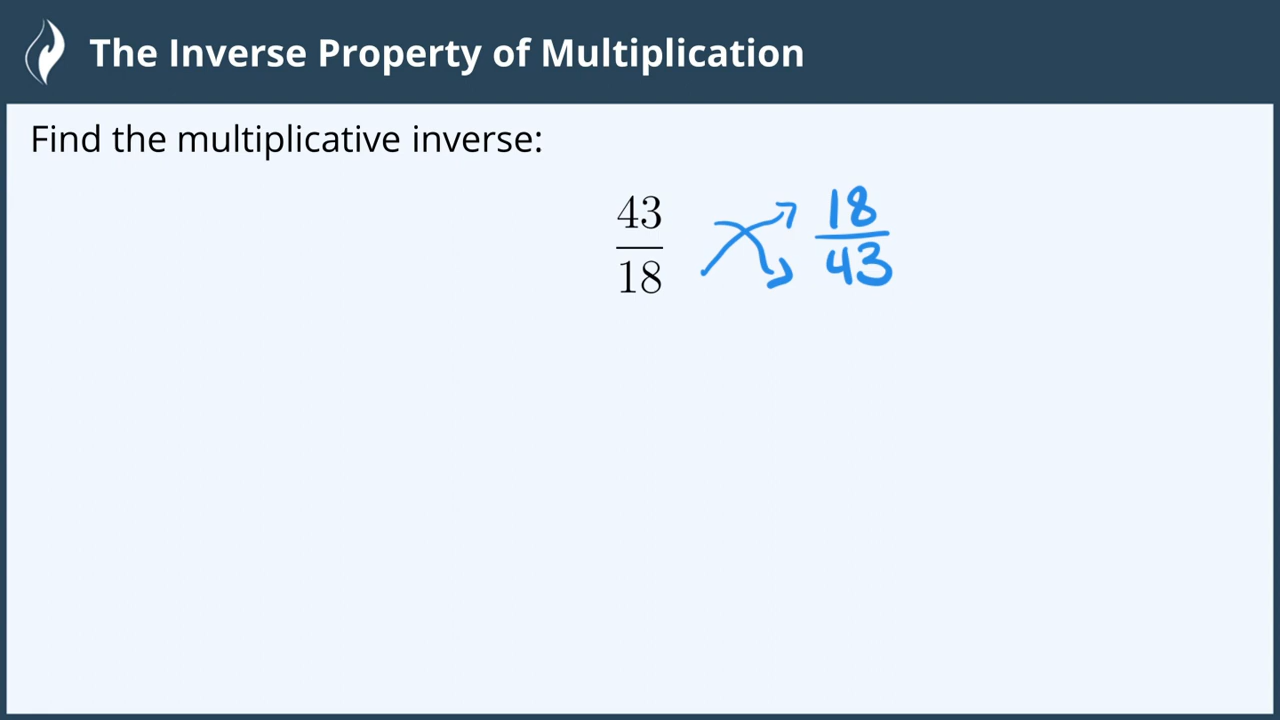 The Inverse Property of Multiplication
Find the multiplicative inverse:
43 18
18 43